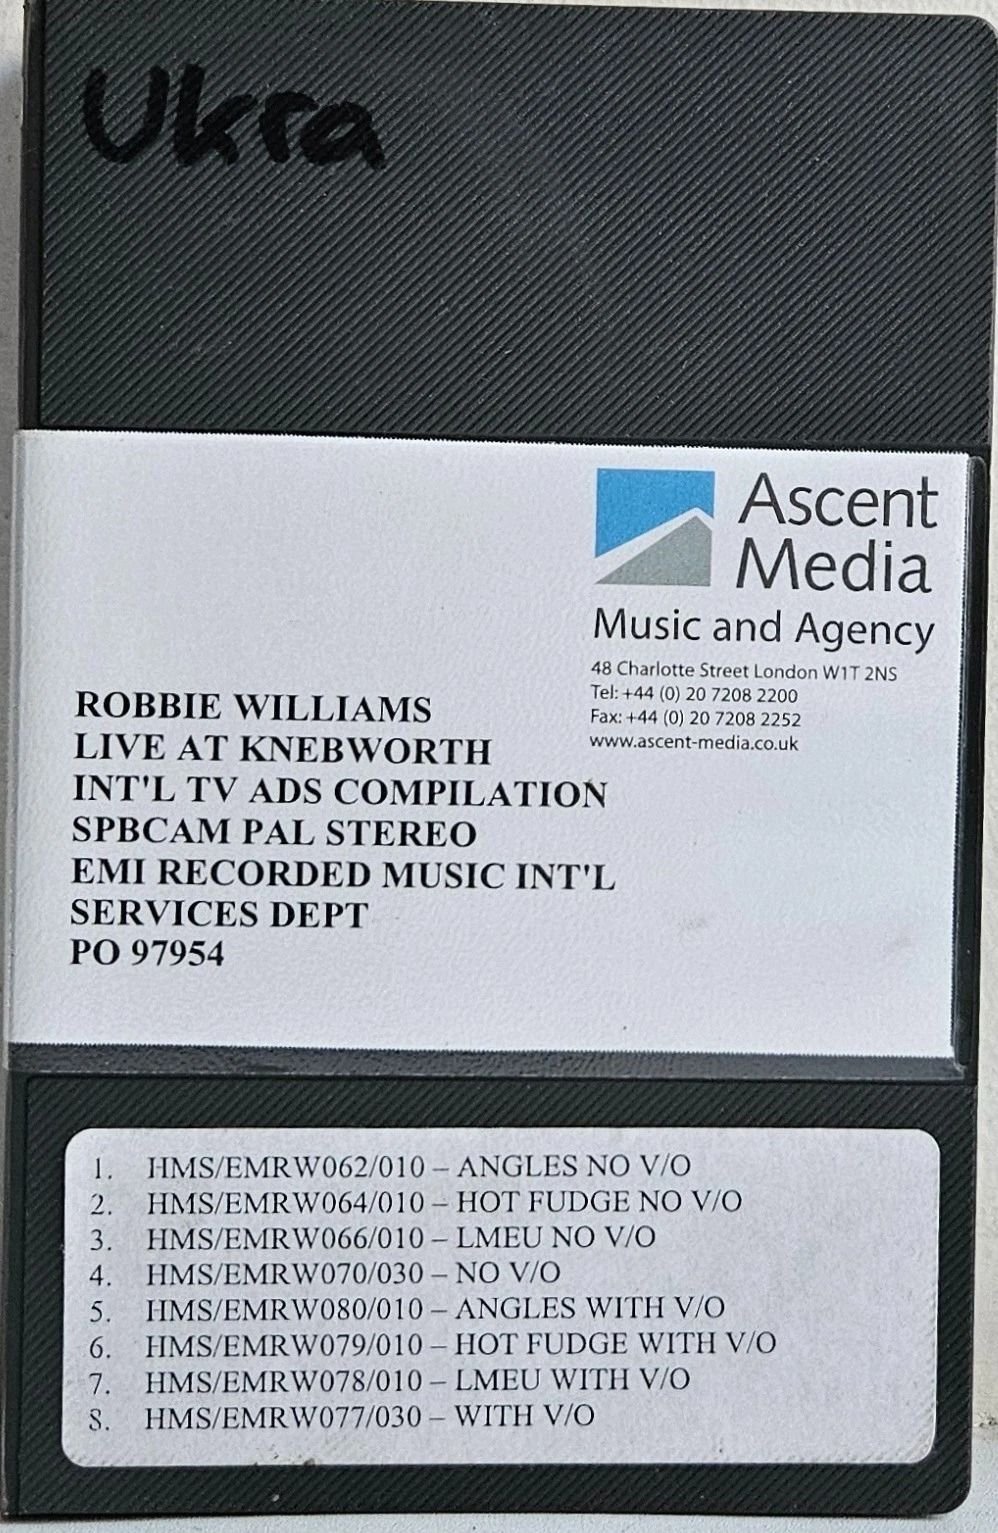 Ukra
Ascent
Media
Music and Agency
48 Charlotte Street London W1T 2NS
Tel: +44 (0) 20 7208 2200
Fax: +44 (0) 20 7208 2252
www.ascent-media.co.uk
ROBBIE WILLIAMS
LIVE AT KNEBWORTH
INT'L TV ADS COMPILATION
SPBCAM PAL STEREO
EMI RECORDED MUSIC INT'L
SERVICES DEPT
PO 97954
1. HMS/EMRW062/010 – ANGLES NO V/O
2. HMS/EMRW064/010 – HOT FUDGE NO V/O
3. HMS/EMRW066/010 – LMEU NO V/O
4. HMS/EMRW070/030 – NO V/O
5. HMS/EMRW080/010 – ANGLES WITH V/O
6. HMS/EMRW079/010 – HOT FUDGE WITH V/O
7. HMS/EMRW078/010 – LMEU WITH V/O
8. HMS/EMRW077/030 – WITH V/O